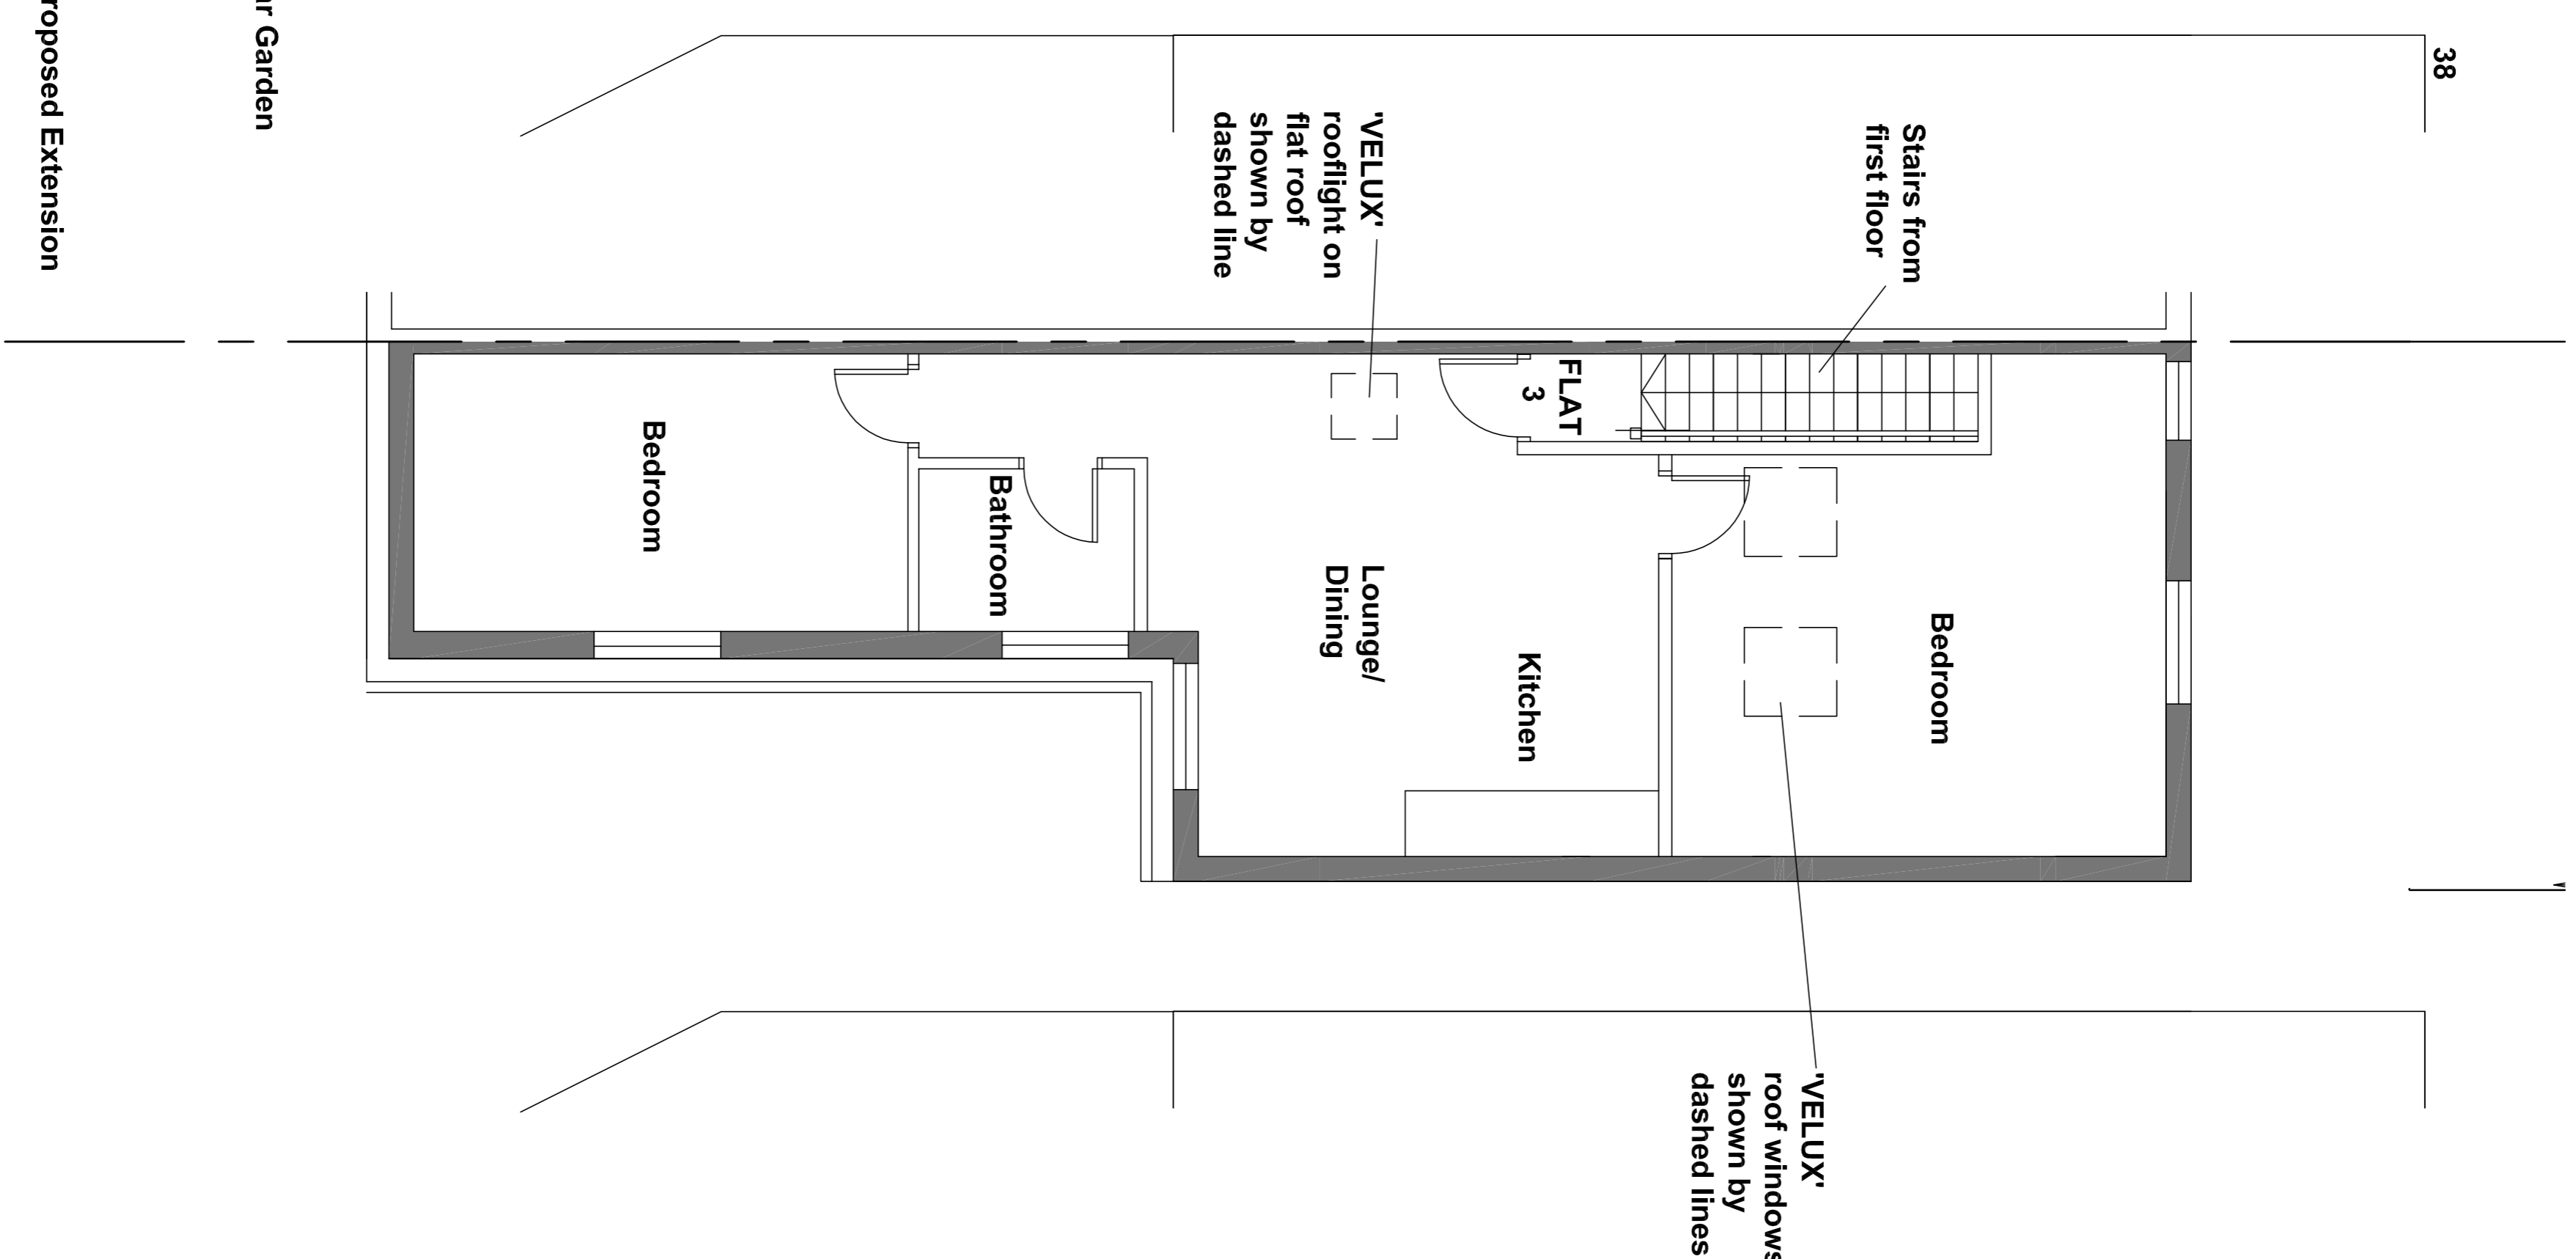 38
Stairs from
first floor
'VELUX'
rooflight on
flat roof
shown by
dashed line
ar Garden
roposed Extension
FLAT
3
Bedroom
Bathroom
Lounge/
Dining
Kitchen
Bedroom
'VELUX'
roof windows
shown by
dashed lines